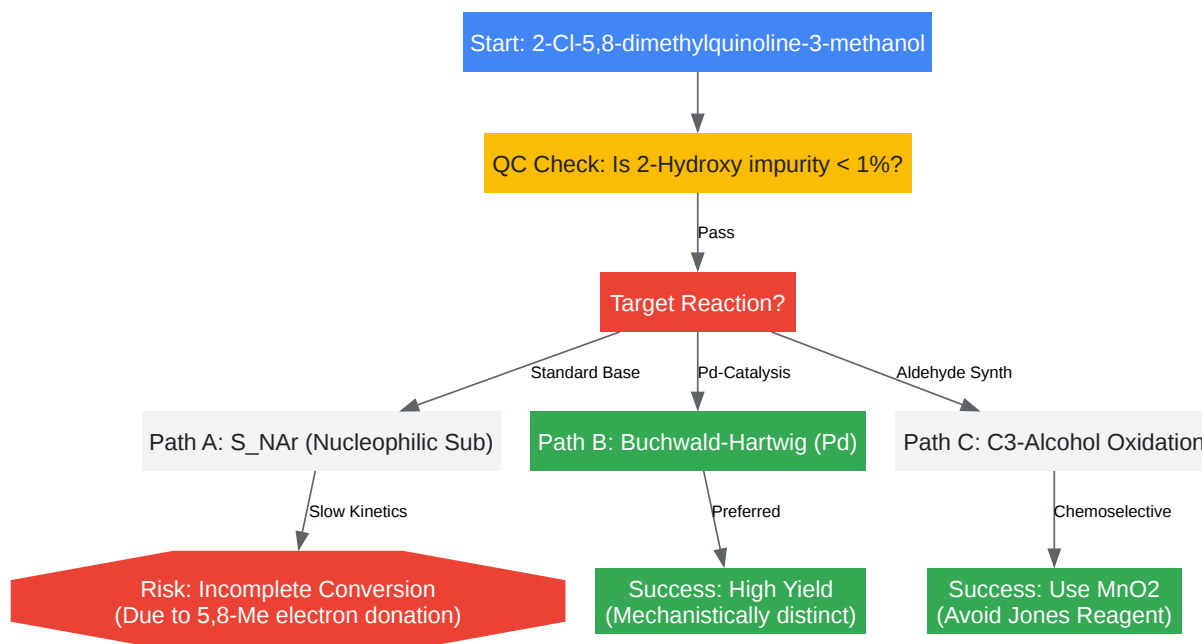 Start: 2-Cl-5,8-dimethylquinoline-3-methanol
QC Check: Is 2-Hydroxy impurity < 1%?
Pass
Target Reaction?
Standard Base
Pd-Catalysis
Aldehyde Synth
Path A: S_NAr (Nucleophilic Sub)
Path B: Buchwald-Hartwig (Pd)
Path C: C3-Alcohol Oxidation
Slow Kinetics
Preferred
Chemoselective
Risk: Incomplete Conversion
(Due to 5,8-Me electron donation)
Success: High Yield
(Mechanistically distinct)
Success: Use MnO2
(Avoid Jones Reagent)